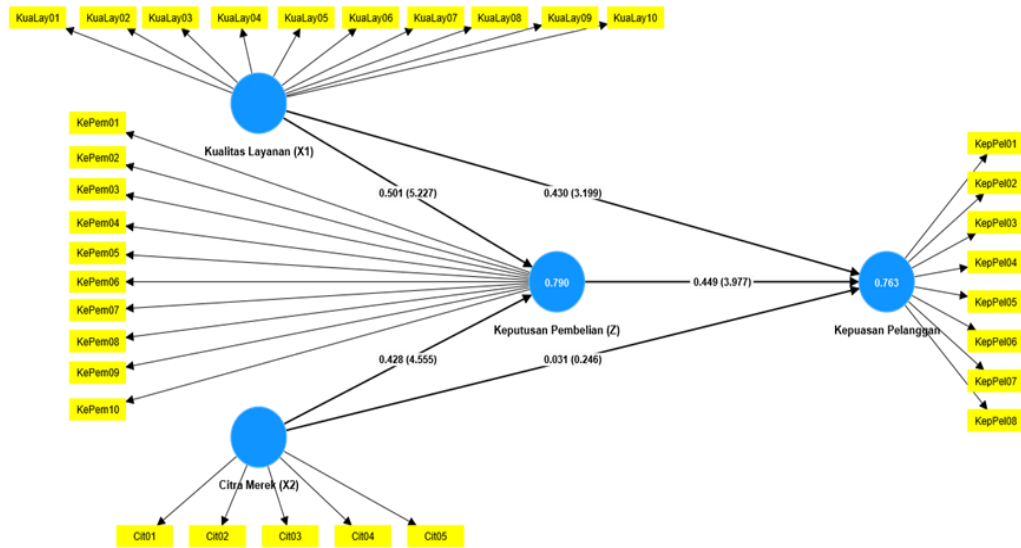 KuaLay01 KuaLay02 KuaLay03 KuaLay04 KuaLay05 KuaLay06 KuaLay07 KuaLay08 KuaLay09 KuaLay10
Kualitas Layanan (X1)
KePem01
KePem02
KePem03
KePem04
KePem05
KePem06
KePem07
KePem08
KePem09
KePem10
0.501 (5.227)
0.430 (3.199)
0.790
Keputusan Pembelian (Z)
0.449 (3.977)
0.428 (4.555)
0.031 (0.246)
0.763
Kepuasan Pelanggan
KepPel01
KepPel02
KepPel03
KepPel04
KepPel05
KepPel06
KepPel07
KepPel08
Citra Merek (X2)
Cit01 Cit02 Cit03 Cit04 Cit05